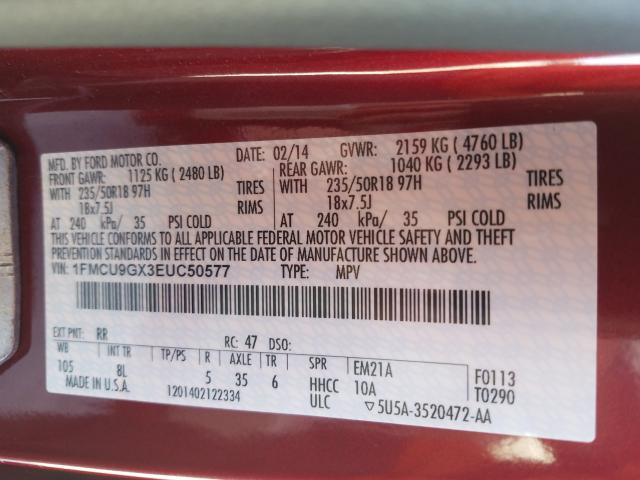 MFD. BY FORD MOTOR CO. DATE: 02/14 GVWR: 2159 KG ( 4760 LB)
FRONT GAWR: 1125 KG ( 2480 LB) REAR GAWR: 1040 KG ( 2293 LB)
WITH 235/50R18 97H TIRES WITH 235/50R18 97H TIRES
18x7.5J RIMS 18x7.5J RIMS
AT 240 kPa/ 35 PSI COLD AT 240 kPa/ 35 PSI COLD
THIS VEHICLE CONFORMS TO ALL APPLICABLE FEDERAL MOTOR VEHICLE SAFETY AND THEFT
PREVENTION STANDARDS IN EFFECT ON THE DATE OF MANUFACTURE SHOWN ABOVE.
VIN: 1FMCU9GX3EUC50577 TYPE: MPV
EXT PNT: RR RC: 47 DSO:
WB INT TR TP/PS R AXLE TR SPR EM21A F0113
105 8L 5 35 6 HHCC 10A T0290
MADE IN U.S.A. 1201402122334 ULC ▽5U5A-3520472-AA